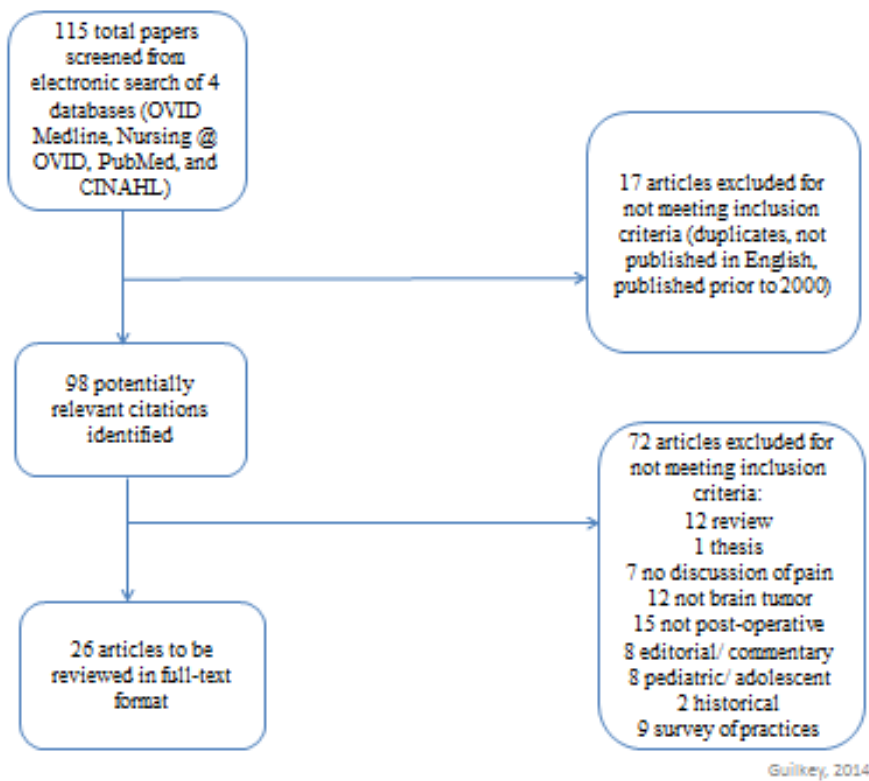 115 total papers
screened from
electronic search of 4
databases (OVID
Medline, Nursing @
OVID, PubMed, and
CINAHL)
17 articles excluded for
not meeting inclusion
criteria (duplicates, not
published in English,
published prior to 2000)
98 potentially
relevant citations
identified
72 articles excluded for
not meeting inclusion
criteria:
12 review
1 thesis
7 no discussion of pain
12 not brain tumor
15 not post-operative
8 editorial/ commentary
8 pediatric/ adolescent
2 historical
9 survey of practices
26 articles to be
reviewed in full-text
format
Guilkey, 2014